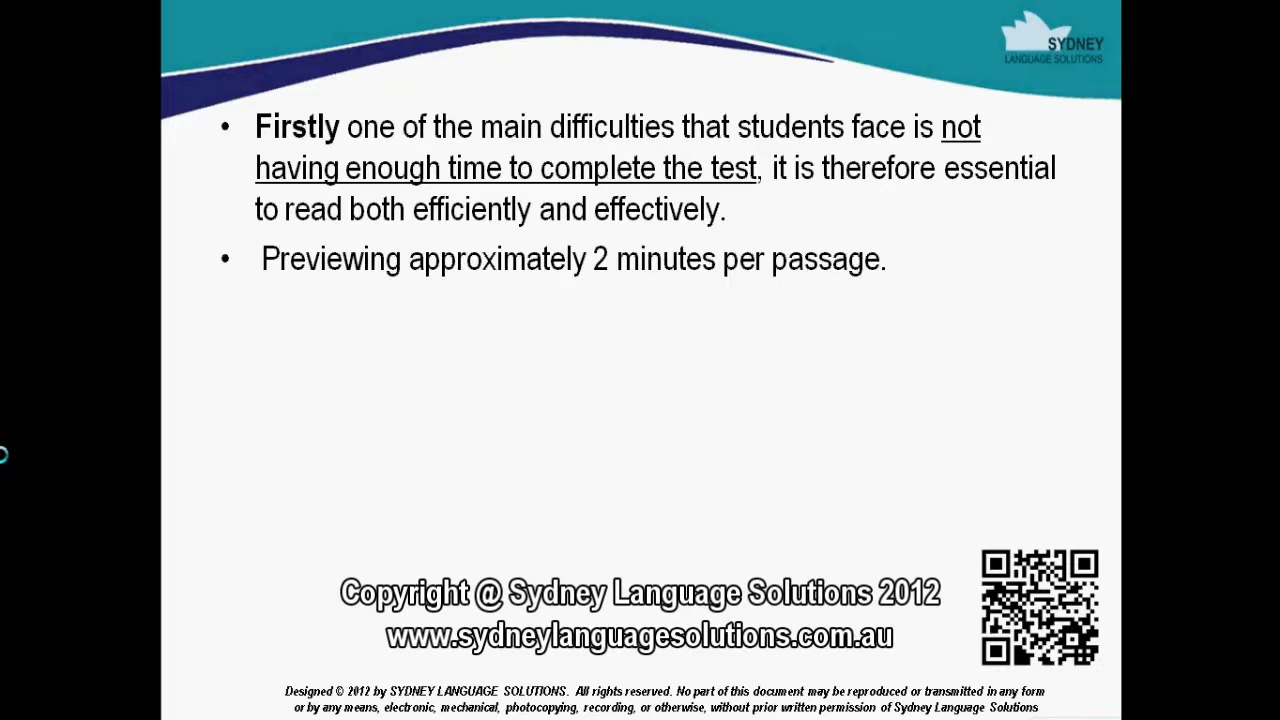 SYDNEY
LANGUAGE SOLUTIONS
• Firstly one of the main difficulties that students face is not
having enough time to complete the test, it is therefore essential
to read both efficiently and effectively.
• Previewing approximately 2 minutes per passage.
Copyright @ Sydney Language Solutions 2012
www.sydneylanguagesolutions.com.au
Designed © 2012 by SYDNEY LANGUAGE SOLUTIONS. All rights reserved. No part of this document may be reproduced or transmitted in any form
or by any means, electronic, mechanical, photocopying, recording, or otherwise, without prior written permission of Sydney Language Solutions